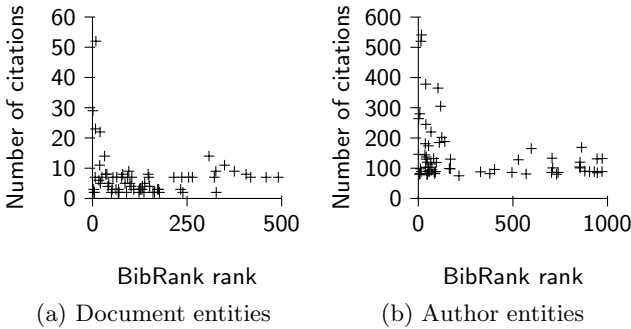 60
50
40
30
20
10
0
0 250 500
Number of citations
BibRank rank
(a) Document entities
600
500
400
300
200
100
0
0 500 1000
Number of citations
BibRank rank
(b) Author entities